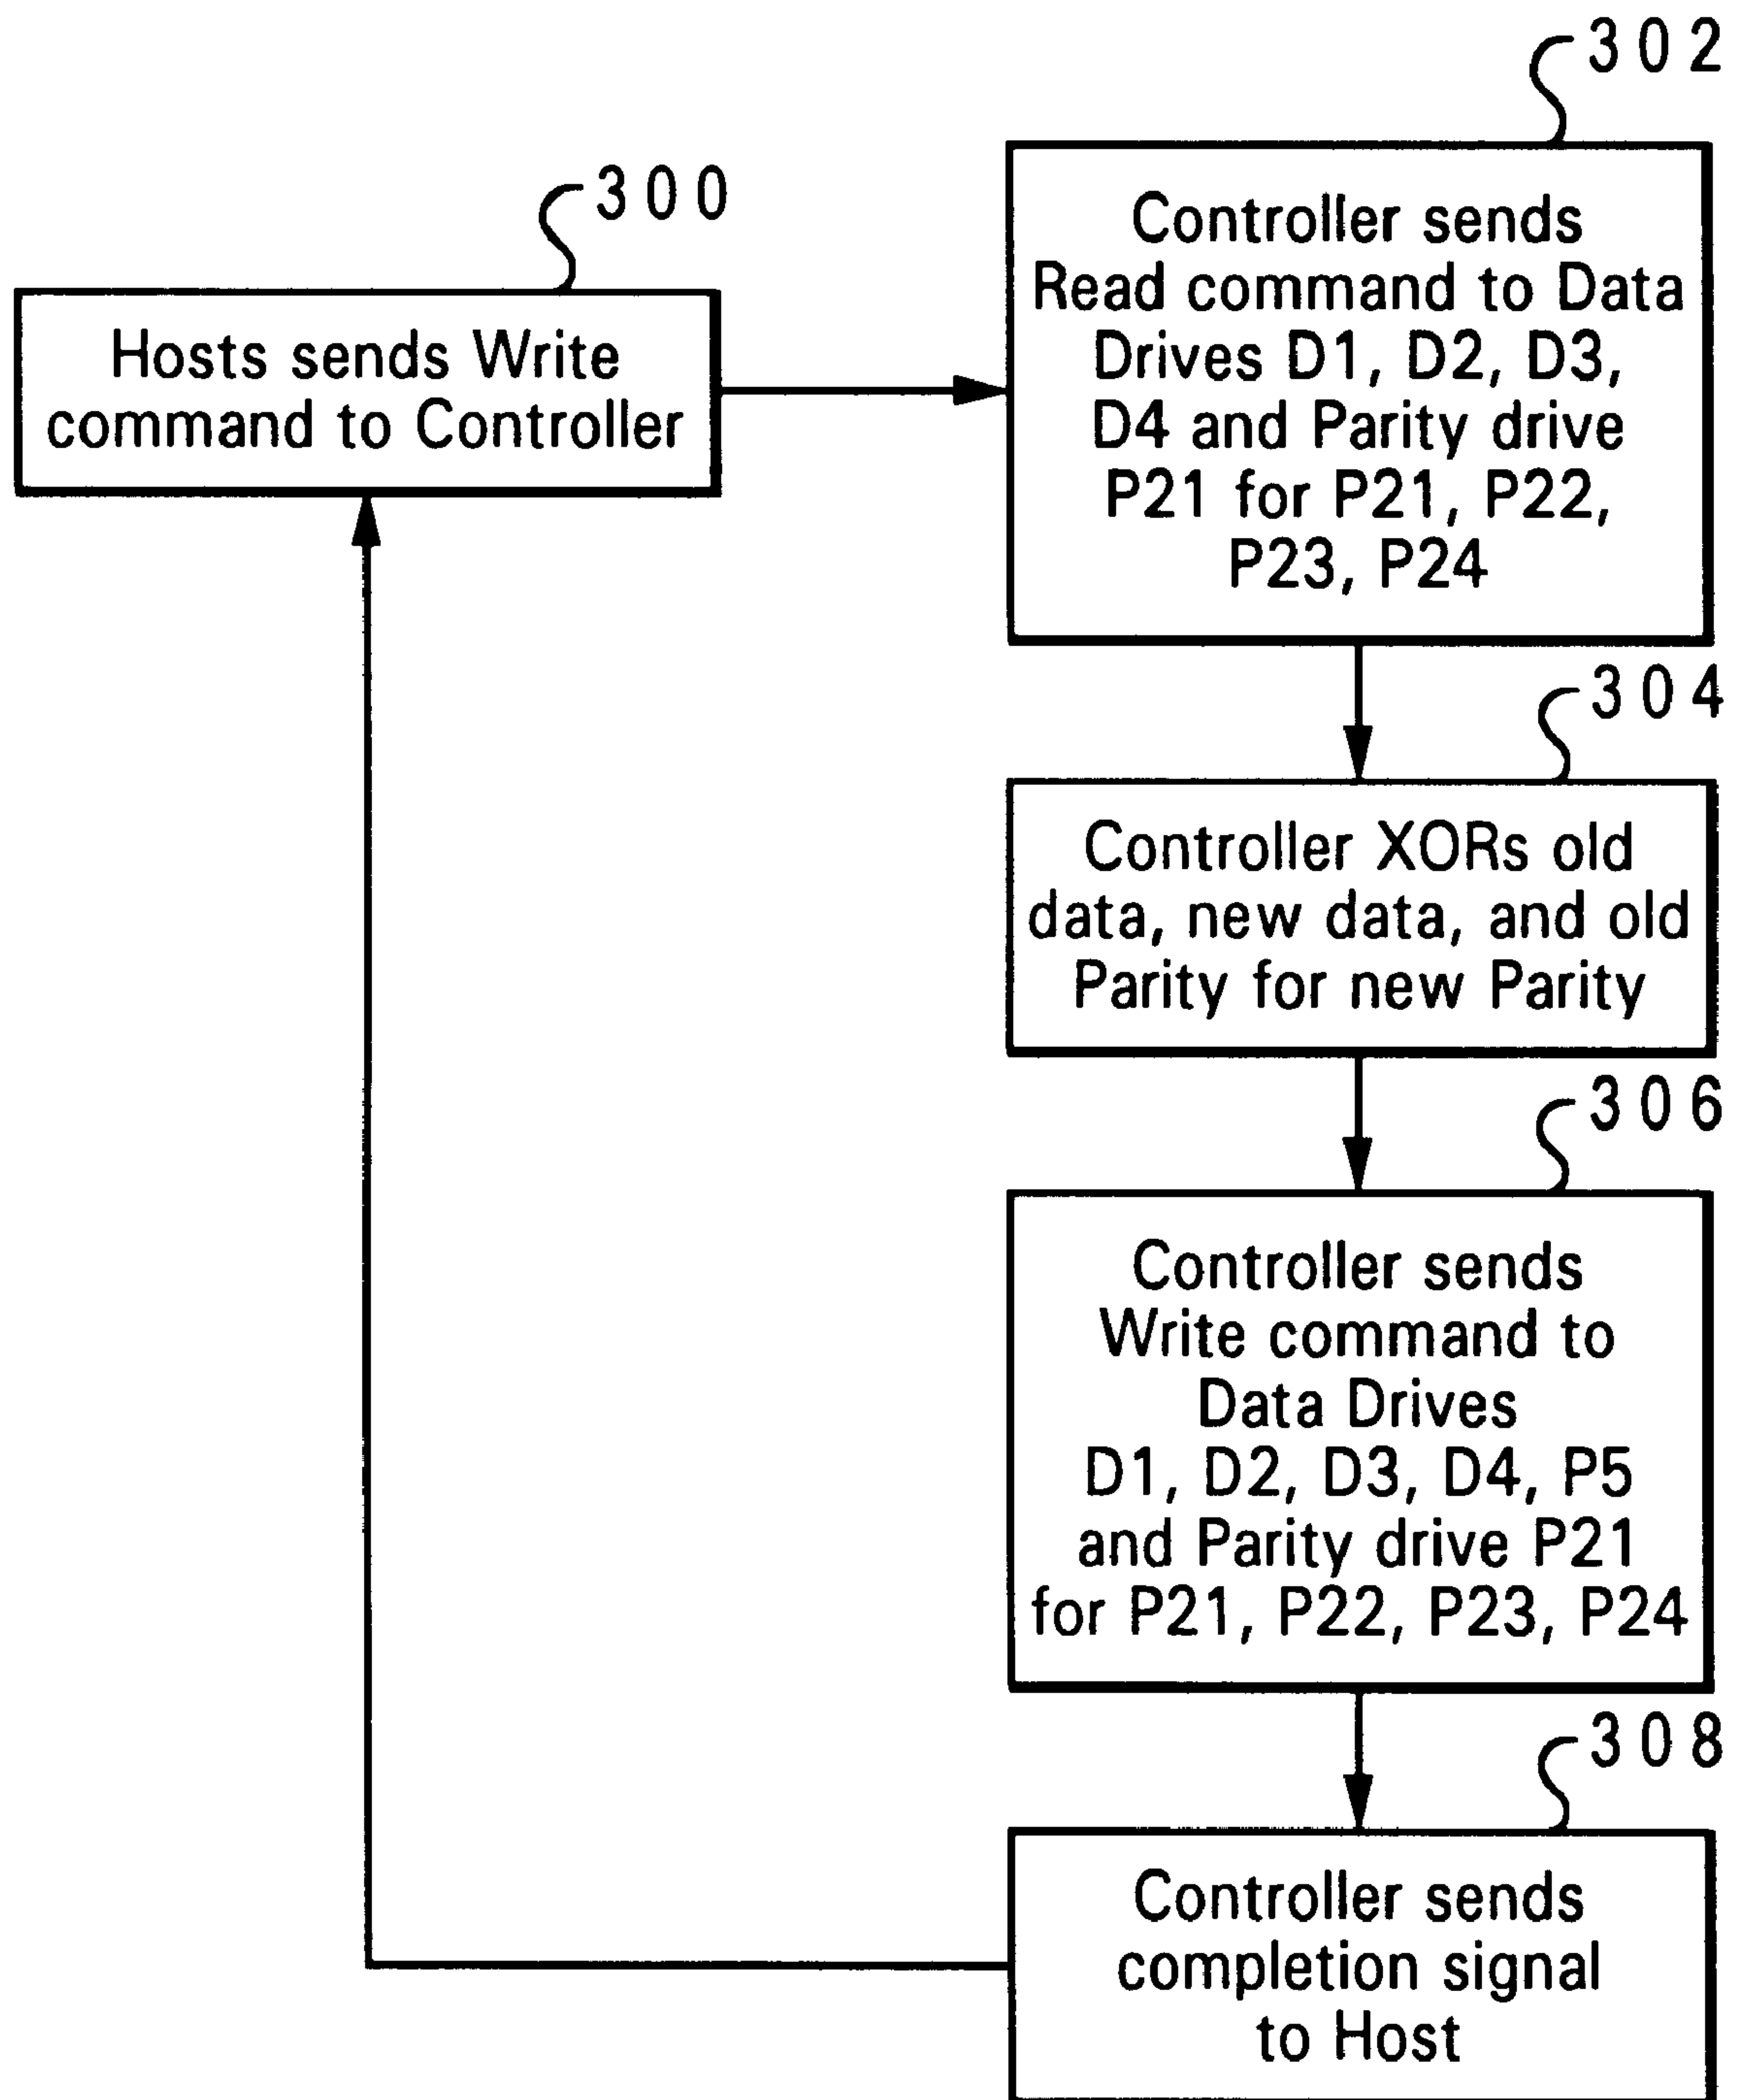 300
Hosts sends Write
command to Controller
302
Controller sends
Read command to Data
Drives D1, D2, D3,
D4 and Parity drive
P21 for P21, P22,
P23, P24
304
Controller XORs old
data, new data, and old
Parity for new Parity
306
Controller sends
Write command to
Data Drives
D1, D2, D3, D4, P5
and Parity drive P21
for P21, P22, P23, P24
308
Controller sends
completion signal
to Host